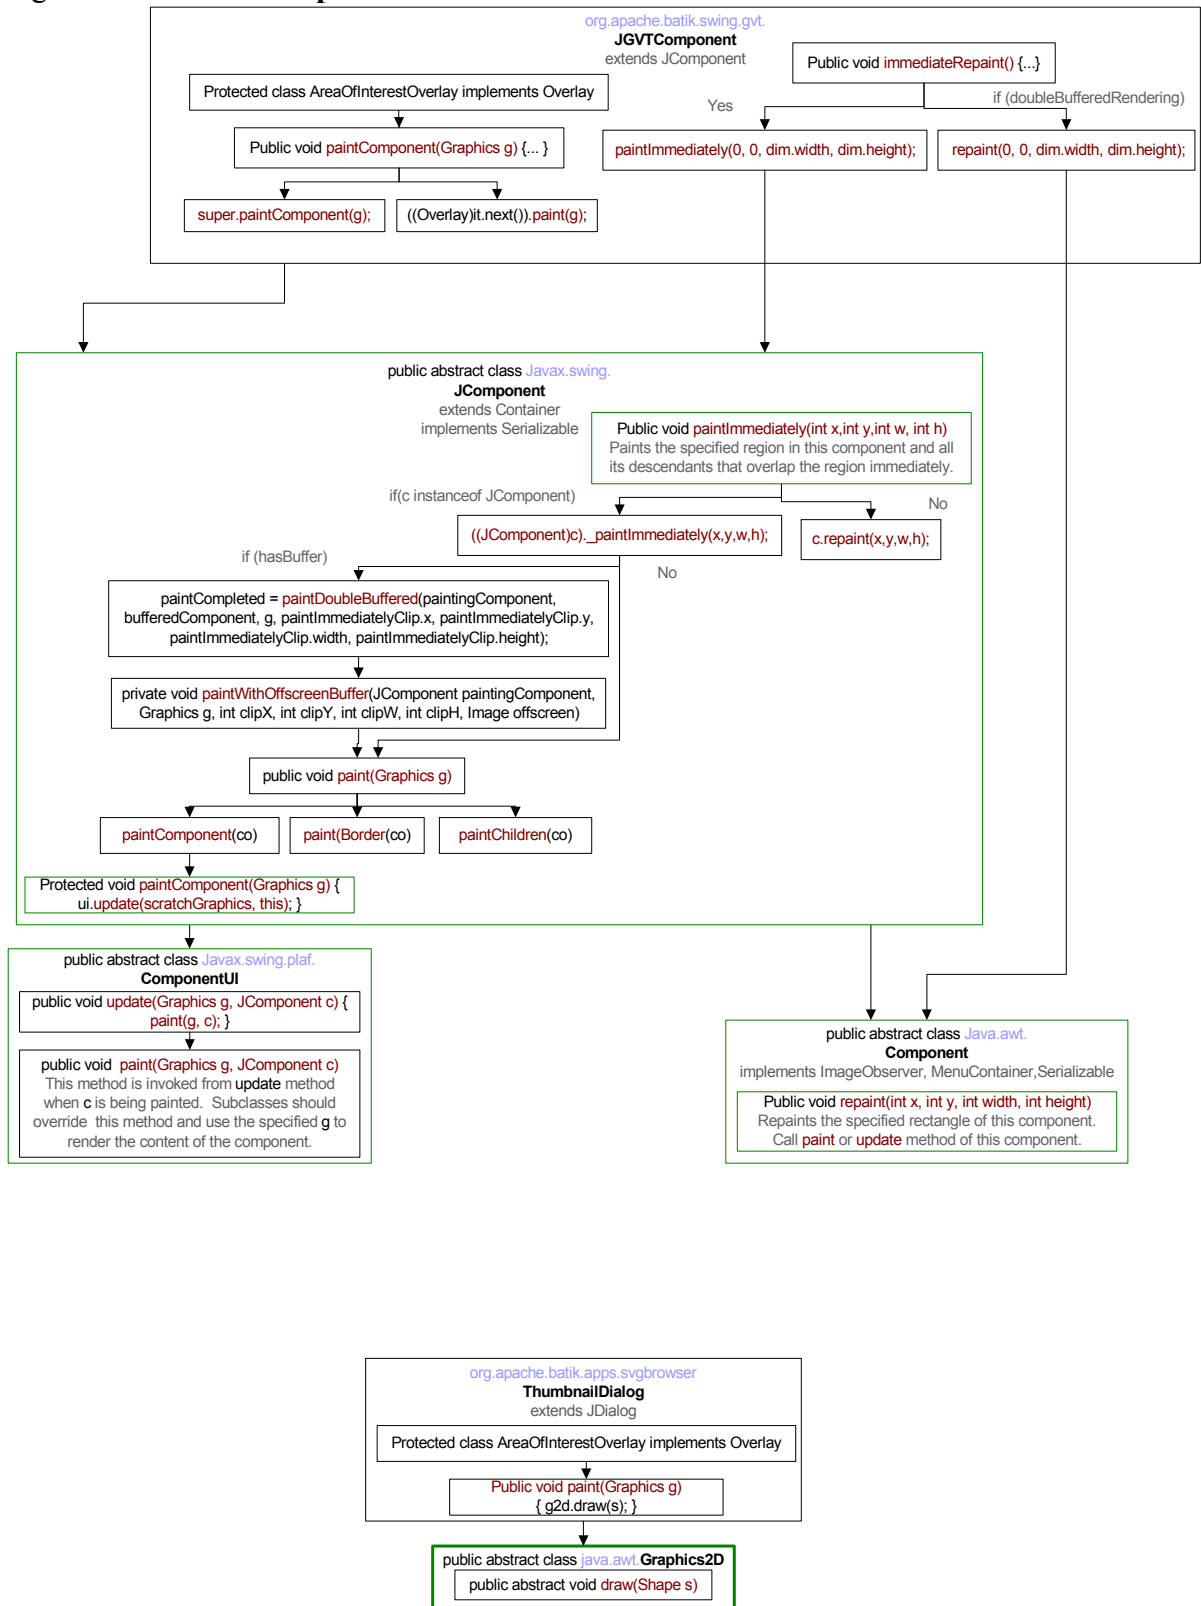 org.apache.batik.swing.gvt.
JGVTComponent
extends JComponent
Public void immediateRepaint() {...}
Protected class AreaOfInterestOverlay implements Overlay
Yes
if (doubleBufferedRendering)
Public void paintComponent(Graphics g) {... }
paintImmediately(0, 0, dim.width, dim.height);
repaint(0, 0, dim.width, dim.height);
super.paintComponent(g);
((Overlay)it.next()).paint(g);
public abstract class Javax.swing.
JComponent
extends Container
implements Serializable
Public void paintImmediately(int x,int y,int w, int h)
Paints the specified region in this component and all
its descendants that overlap the region immediately.
if(c instanceof JComponent)
No
((JComponent)c)._paintImmediately(x,y,w,h);
c.repaint(x,y,w,h);
if (hasBuffer)
No
paintCompleted = paintDoubleBuffered(paintingComponent,
bufferedComponent, g, paintImmediatelyClip.x, paintImmediatelyClip.y,
paintImmediatelyClip.width, paintImmediatelyClip.height);
private void paintWithOffscreenBuffer(JComponent paintingComponent,
Graphics g, int clipX, int clipY, int clipW, int clipH, Image offscreen)
public void paint(Graphics g)
paintComponent(co)
paint(Border(co)
paintChildren(co)
Protected void paintComponent(Graphics g) {
ui.update(scratchGraphics, this); }
public abstract class Javax.swing.plaf.
ComponentUI
public void update(Graphics g, JComponent c) {
paint(g, c); }
public void paint(Graphics g, JComponent c)
This method is invoked from update method
when c is being painted. Subclasses should
override this method and use the specified g to
render the content of the component.
public abstract class Java.awt.
Component
implements ImageObserver, MenuContainer,Serializable
Public void repaint(int x, int y, int width, int height)
Repaints the specified rectangle of this component.
Call paint or update method of this component.
org.apache.batik.apps.svgbrowser
ThumbnailDialog
extends JDialog
Protected class AreaOfInterestOverlay implements Overlay
Public void paint(Graphics g)
{ g2d.draw(s); }
public abstract class java.awt.Graphics2D
public abstract void draw(Shape s)